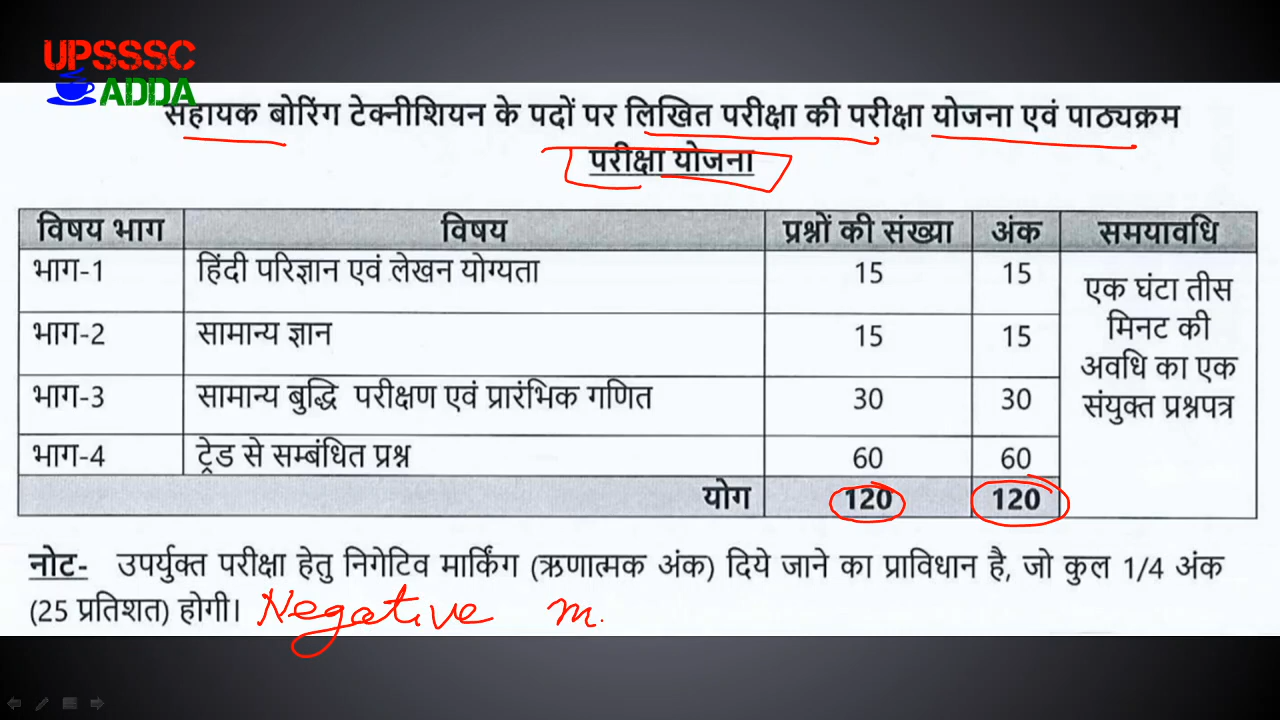 UPSSSC
ADDA
सहायक बोरिंग टेक्नीशियन के पदों पर लिखित परीक्षा की परीक्षा योजना एवं पाठ्यक्रम
परीक्षा योजना
विषय भाग विषय प्रश्नों की संख्या अंक समयावधि
भाग-1 हिंदी परिज्ञान एवं लेखन योग्यता 15 15 एक घंटा तीस मिनट की अवधि का एक संयुक्त प्रश्नपत्र
भाग-2 सामान्य ज्ञान 15 15
भाग-3 सामान्य बुद्धि परीक्षण एवं प्रारंभिक गणित 30 30
भाग-4 ट्रेड से सम्बंधित प्रश्न 60 60
योग 120 120
नोट- उपर्युक्त परीक्षा हेतु निगेटिव मार्किंग (ऋणात्मक अंक) दिये जाने का प्राविधान है, जो कुल 1/4 अंक
(25 प्रतिशत) होगी। Negative m.